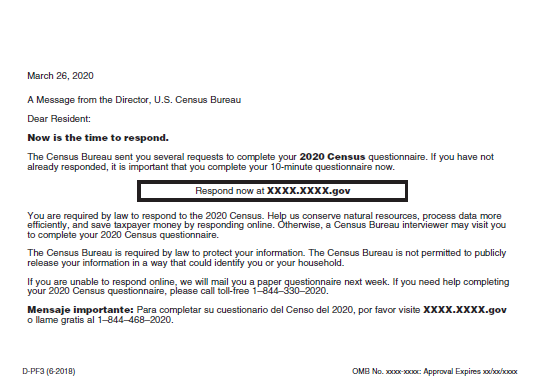 March 26, 2020
A Message from the Director, U.S. Census Bureau
Dear Resident:
Now is the time to respond.
The Census Bureau sent you several requests to complete your 2020 Census questionnaire. If you have not
already responded, it is important that you complete your 10-minute questionnaire now.
Respond now at XXXX.XXXX.gov
You are required by law to respond to the 2020 Census. Help us conserve natural resources, process data more
efficiently, and save taxpayer money by responding online. Otherwise, a Census Bureau interviewer may visit you
to complete your 2020 Census questionnaire.
The Census Bureau is required by law to protect your information. The Census Bureau is not permitted to publicly
release your information in a way that could identify you or your household.
If you are unable to respond online, we will mail you a paper questionnaire next week. If you need help completing
your 2020 Census questionnaire, please call toll-free 1–844–330–2020.
Mensaje importante: Para completar su cuestionario del Censo del 2020, por favor visite XXXX.XXXX.gov
o llame gratis al 1–844–468–2020.
D-PF3 (6-2018)
OMB No. xxxx-xxxx: Approval Expires xx/xx/xxxx